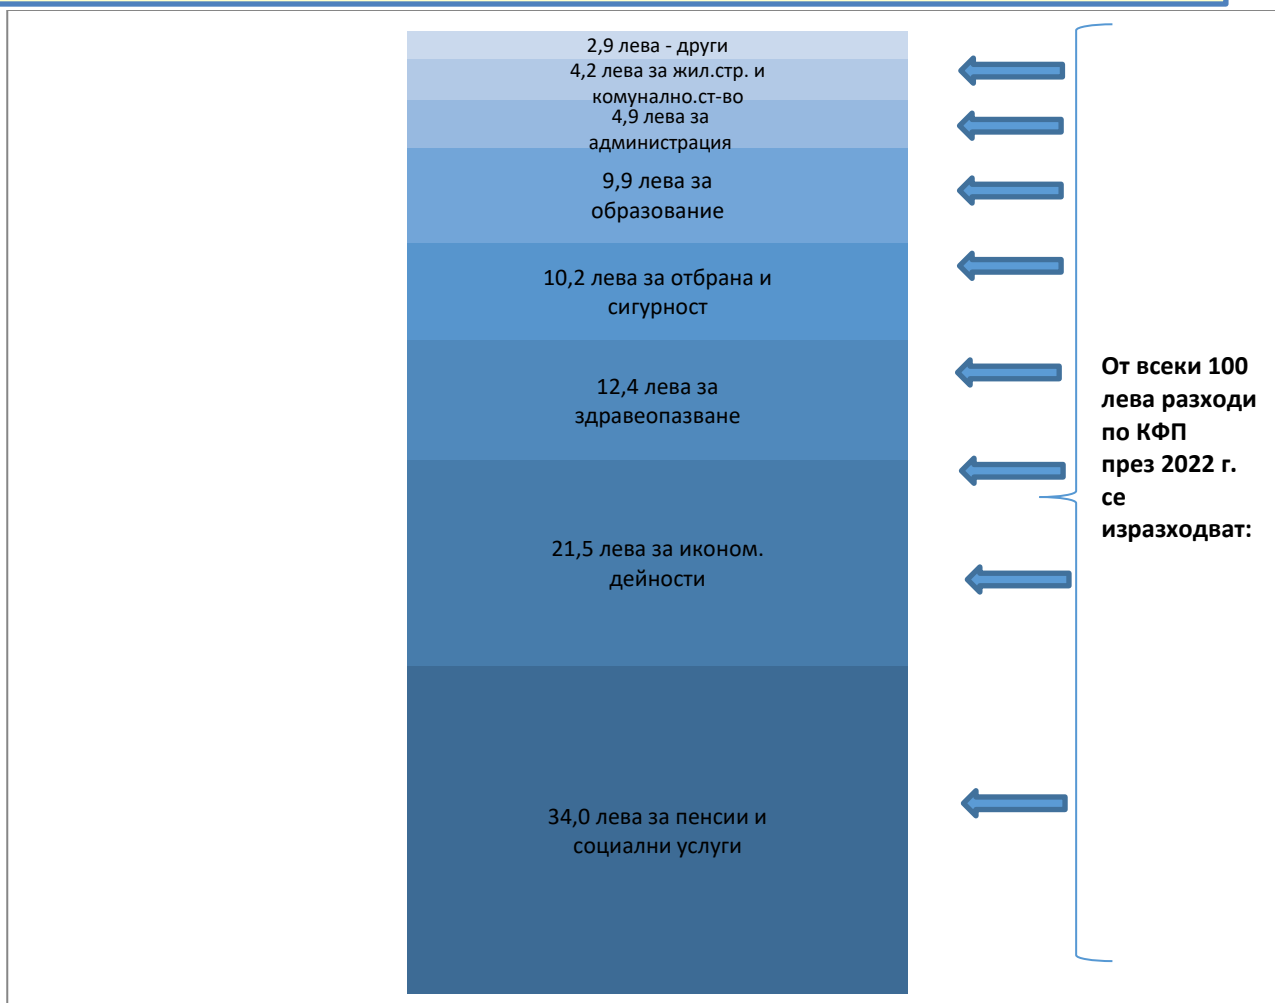 2,9 лева - други
4,2 лева за жил.стр. и
комунално.ст-во
4,9 лева за
администрация
9,9 лева за
образование
10,2 лева за отбрана и
сигурност
12,4 лева за
здравеопазване
21,5 лева за иконом.
дейности
34,0 лева за пенсии и
социални услуги
От всеки 100
лева разходи
по КФП
през 2022 г.
се
изразходват: